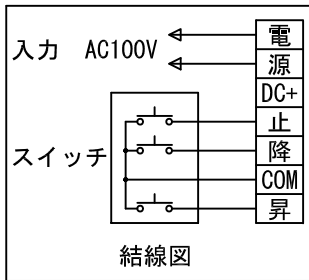 入力 AC100V
電
源
DC+
止
降
COM
昇
スイッチ
結線図